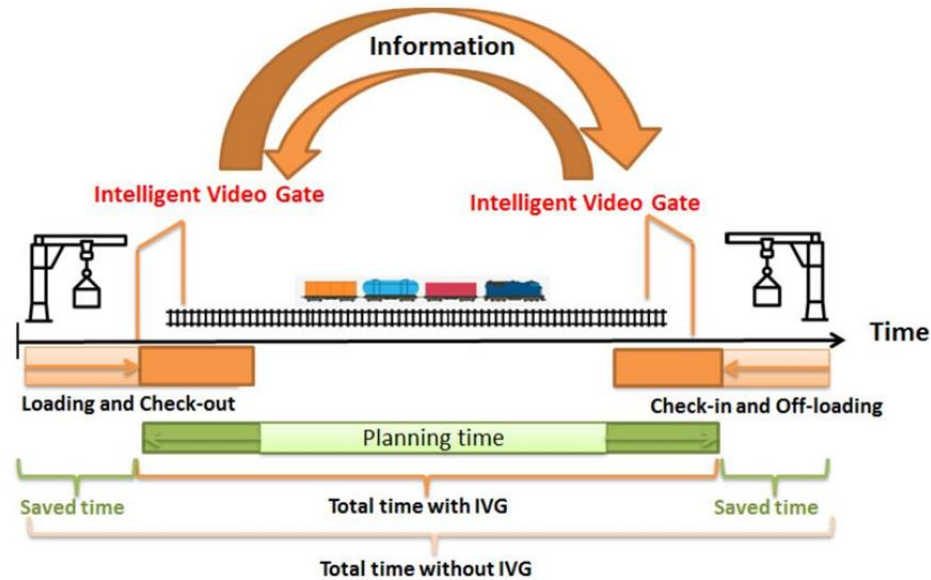 Information
Intelligent Video Gate
Intelligent Video Gate
Time
Loading and Check-out
Check-in and Off-loading
Planning time
Saved time
Total time with IVG
Saved time
Total time without IVG